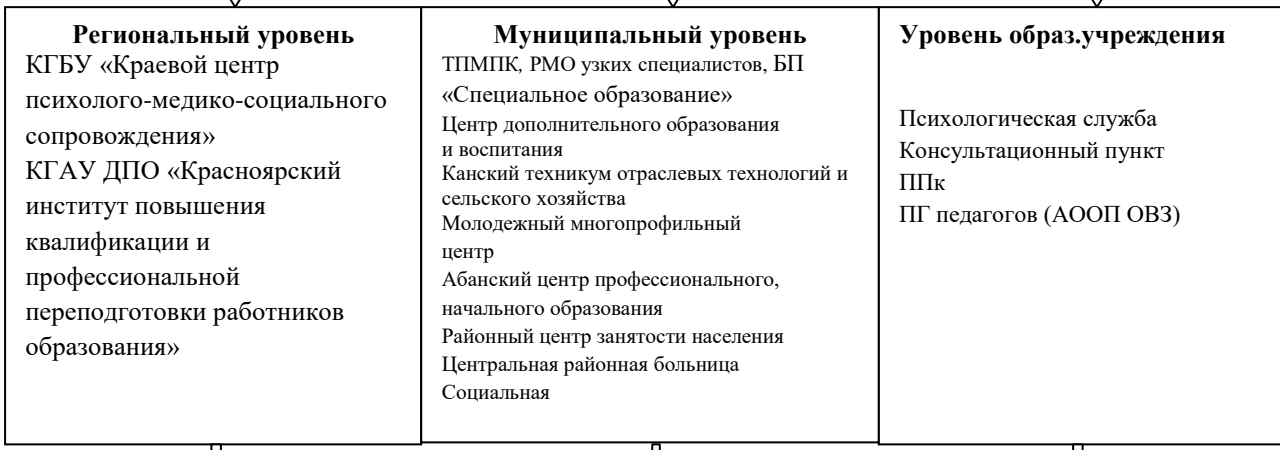 Региональный уровень
КГБУ «Краевой центр
психолого-медико-социального
сопровождения»
КГАУ ДПО «Красноярский
институт повышения
квалификации и
профессиональной
переподготовки работников
образования»
Муниципальный уровень
ТПМПК, РМО узких специалистов, БП
«Специальное образование»
Центр дополнительного образования
и воспитания
Канский техникум отраслевых технологий и
сельского хозяйства
Молодежный многопрофильный
центр
Абанский центр профессионального,
начального образования
Районный центр занятости населения
Центральная районная больница
Социальная
Уровень образ.учреждения
Психологическая служба
Консультационный пункт
ППк
ПГ педагогов (АООП ОВЗ)